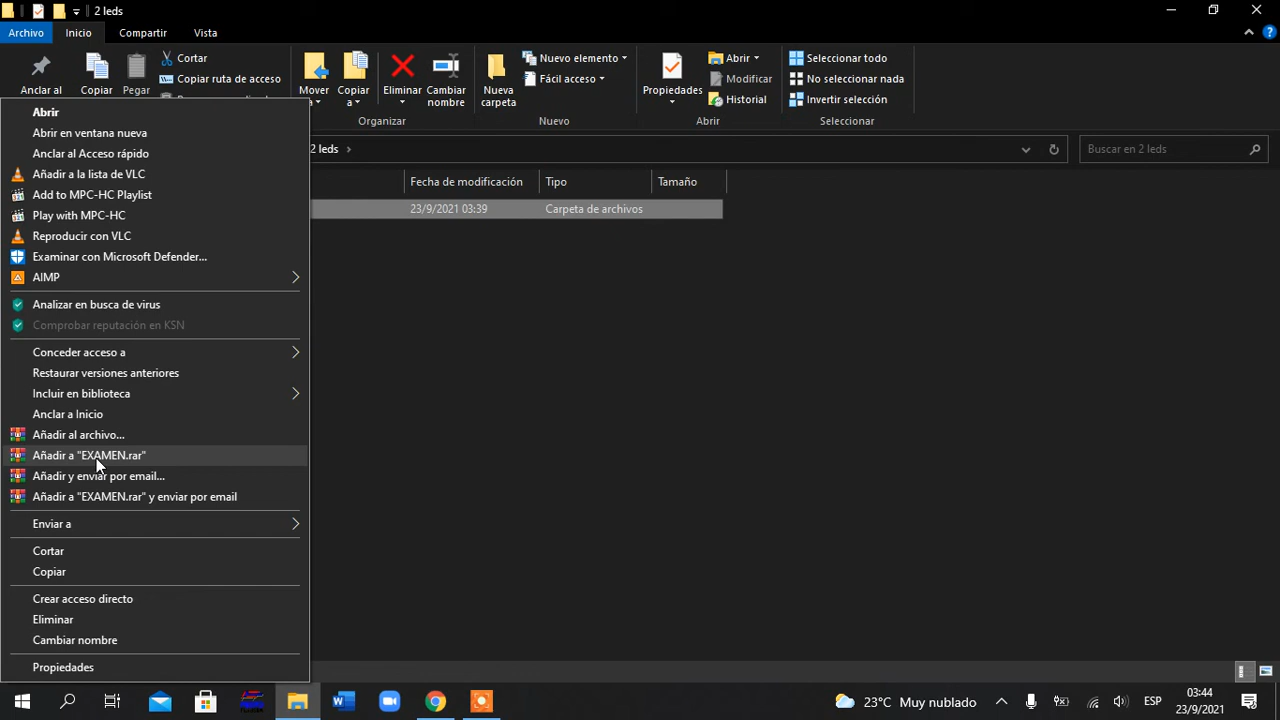 2 leds
Archivo Inicio Compartir Vista
Anclar al Copiar Pegar
Cortar
Copiar ruta de acceso
Mover a Copiar a Eliminar Cambiar nombre
Organizar
Nueva carpeta
Nuevo elemento
Fácil acceso
Nuevo
Propiedades
Abrir
Modificar
Historial
Abrir
Seleccionar todo
No seleccionar nada
Invertir selección
Seleccionar
2 leds
Buscar en 2 leds
Fecha de modificación Tipo Tamaño
23/9/2021 03:39 Carpeta de archivos
Abrir
Abrir en ventana nueva
Anclar al Acceso rápido
Añadir a la lista de VLC
Add to MPC-HC Playlist
Play with MPC-HC
Reproducir con VLC
Examinar con Microsoft Defender...
AIMP
Analizar en busca de virus
Comprobar reputación en KSN
Conceder acceso a
Restaurar versiones anteriores
Incluir en biblioteca
Anclar a Inicio
Añadir al archivo...
Añadir a "EXAMEN.rar"
Añadir y enviar por email...
Añadir a "EXAMEN.rar" y enviar por email
Enviar a
Cortar
Copiar
Crear acceso directo
Eliminar
Cambiar nombre
Propiedades
23°C Muy nublado
ESP
03:44
23/9/2021